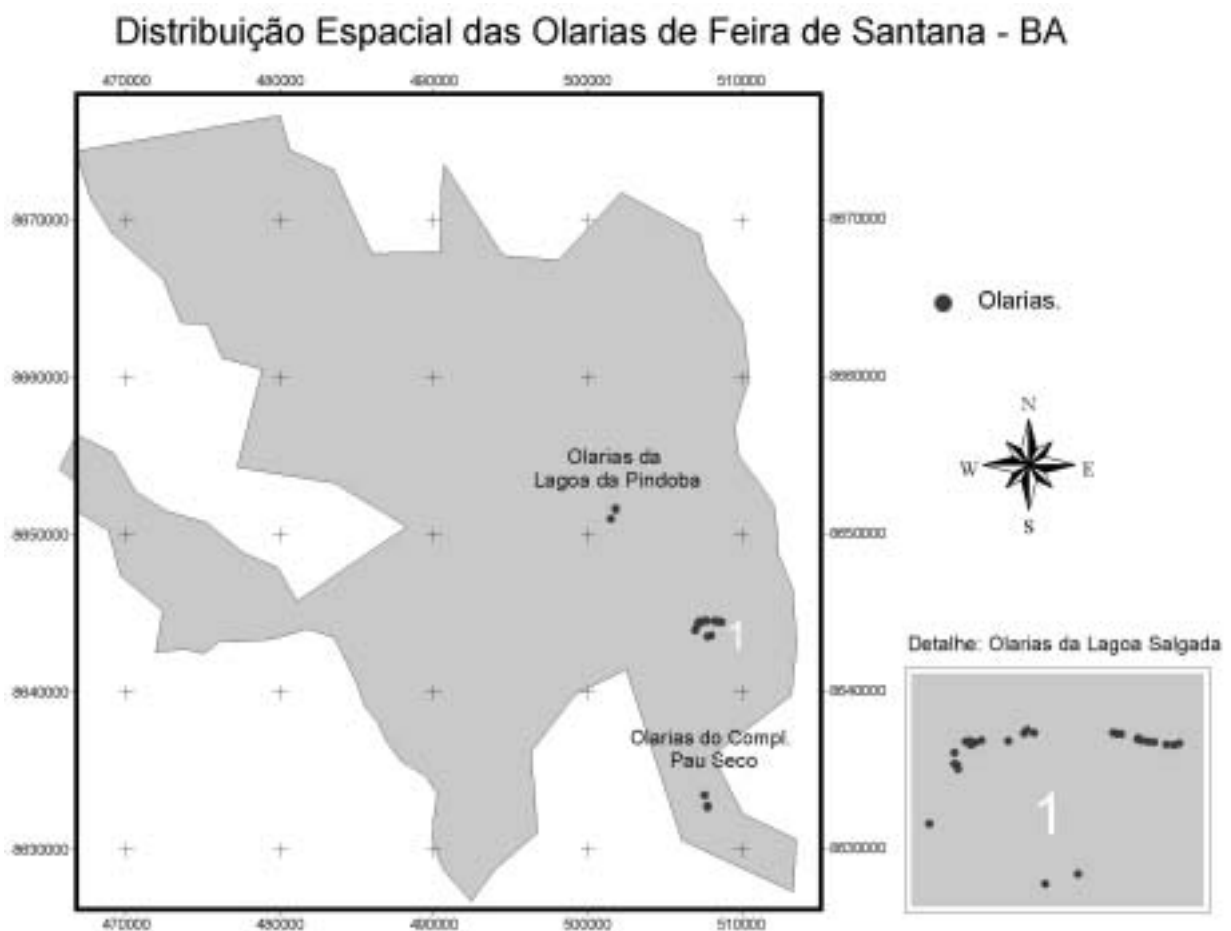 Distribuição Espacial das Olarias de Feira de Santana - BA
470000 480000 490000 500000 510000
8670000 8670000
Olarias.
8660000 8660000
N
W E
S
Olarias da
Lagoa da Pindoba
8650000 8650000
1
Detalhe: Olarias da Lagoa Salgada
8640000 8640000
Olarias do Compl.
Pau Seco
1
8630000 8630000
470000 480000 490000 500000 510000